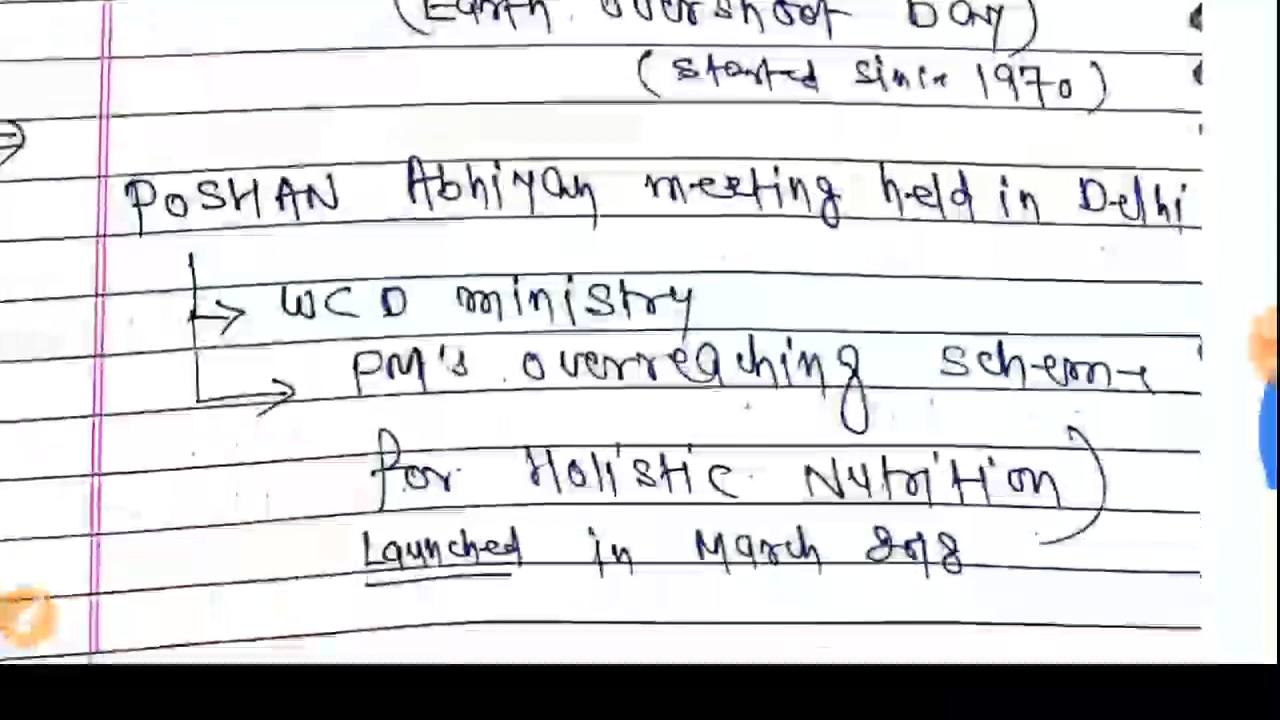 (Earth overshoot Day)
(started since 1970)
POSHAN Abhiyan meeting held in Delhi
WCD ministry
PM's overreaching scheme
for Holistic Nutrition)
Launched in March 2018